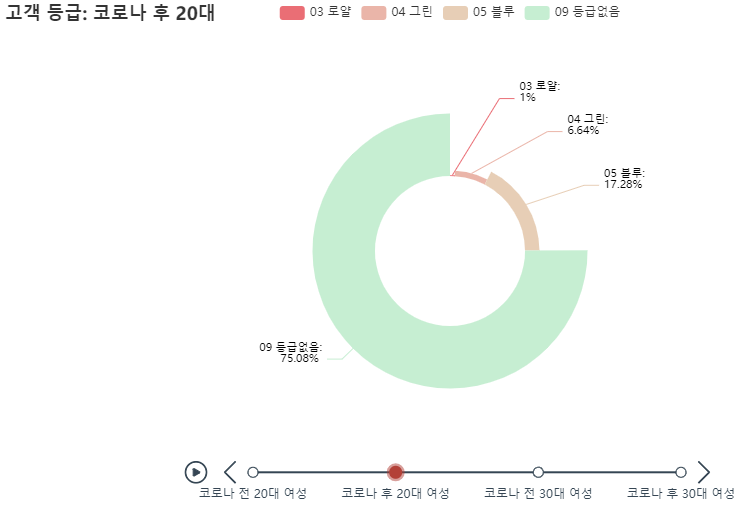 고객 등급: 코로나 후 20대
03 로얄 04 그린 05 블루 09 등급없음
03 로얄:
1%
04 그린:
6.64%
05 블루:
17.28%
09 등급없음:
75.08%
코로나 전 20대 여성 코로나 후 20대 여성 코로나 전 30대 여성 코로나 후 30대 여성